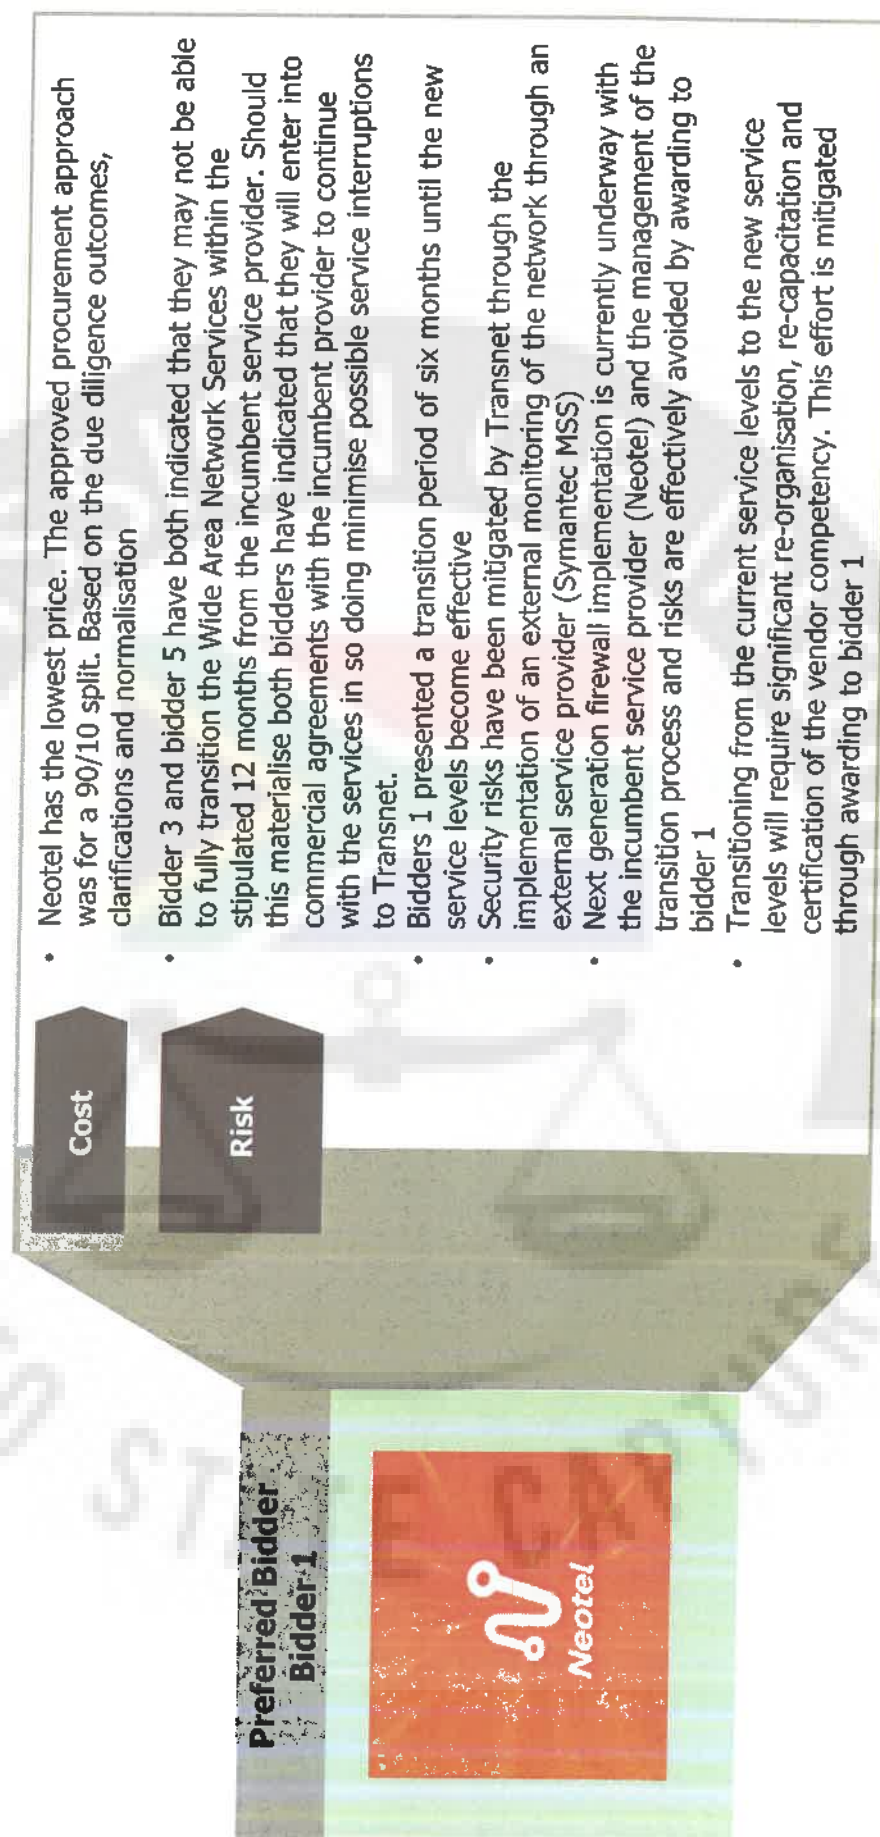 Preferred Bidder
Bidder 1
Neotel
Cost
• Neotel has the lowest price. The approved procurement approach
was for a 90/10 split. Based on the due diligence outcomes,
clarifications and normalisation
Risk
• Bidder 3 and bidder 5 have both indicated that they may not be able
to fully transition the Wide Area Network Services within the
stipulated 12 months from the incumbent service provider. Should
this materialise both bidders have indicated that they will enter into
commercial agreements with the incumbent provider to continue
with the services in so doing minimise possible service interruptions
to Transnet.
• Bidders 1 presented a transition period of six months until the new
service levels become effective
• Security risks have been mitigated by Transnet through the
implementation of an external monitoring of the network through an
external service provider (Symantec MSS)
• Next generation firewall implementation is currently underway with
the incumbent service provider (Neotel) and the management of the
transition process and risks are effectively avoided by awarding to
bidder 1
• Transitioning from the current service levels to the new service
levels will require significant re-organisation, re-capacitation and
certification of the vendor competency. This effort is mitigated
through awarding to bidder 1
STATE CAPTURE